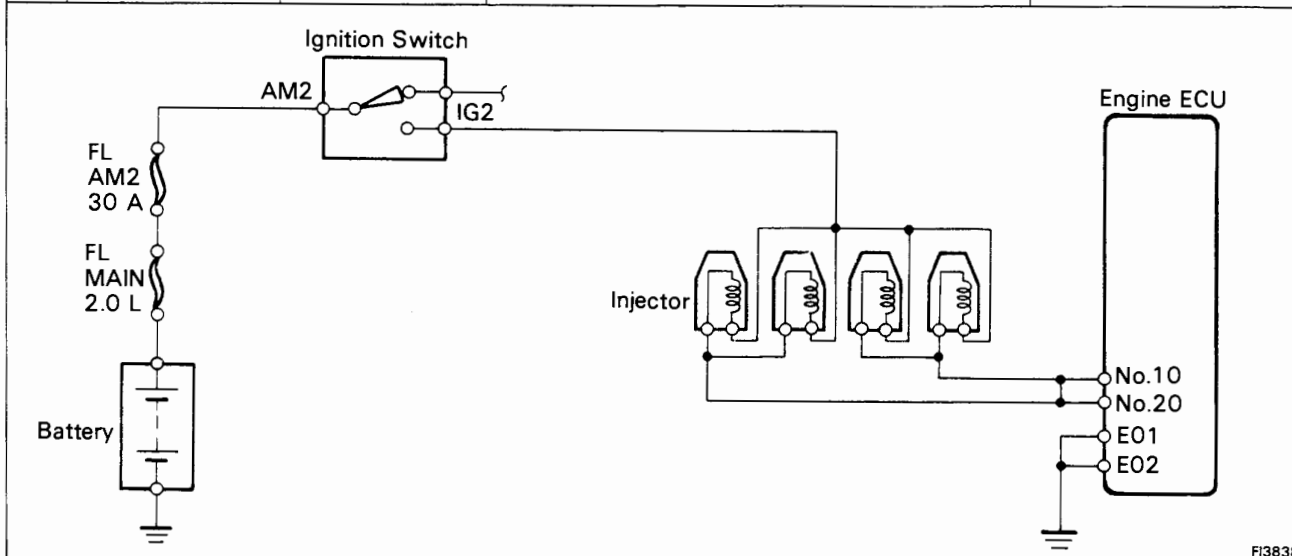 Ignition Switch
AM2
IG2
Engine ECU
FL
AM2
30 A
FL
MAIN
2.0 L
Injector
Battery
No.10
No.20
E01
E02